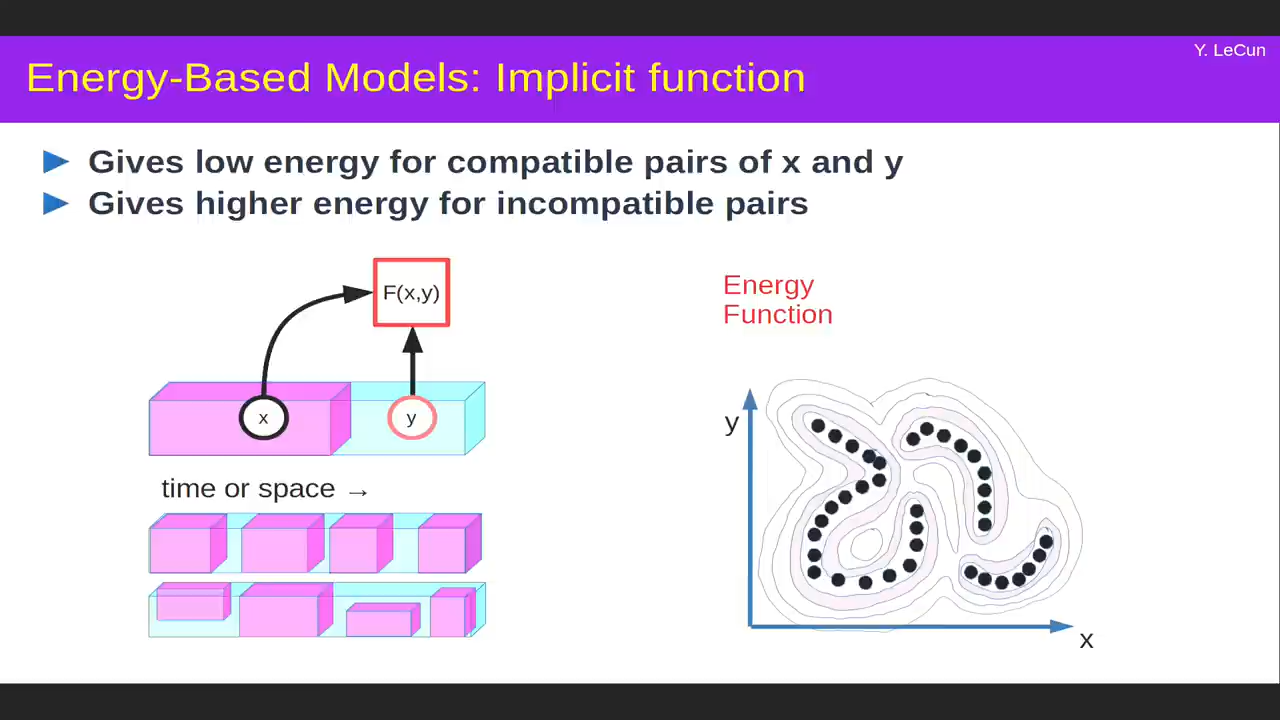 Y. LeCun
Energy-Based Models: Implicit function
Gives low energy for compatible pairs of x and y
Gives higher energy for incompatible pairs
F(x,y)
x
y
time or space →
Energy
Function
y
x